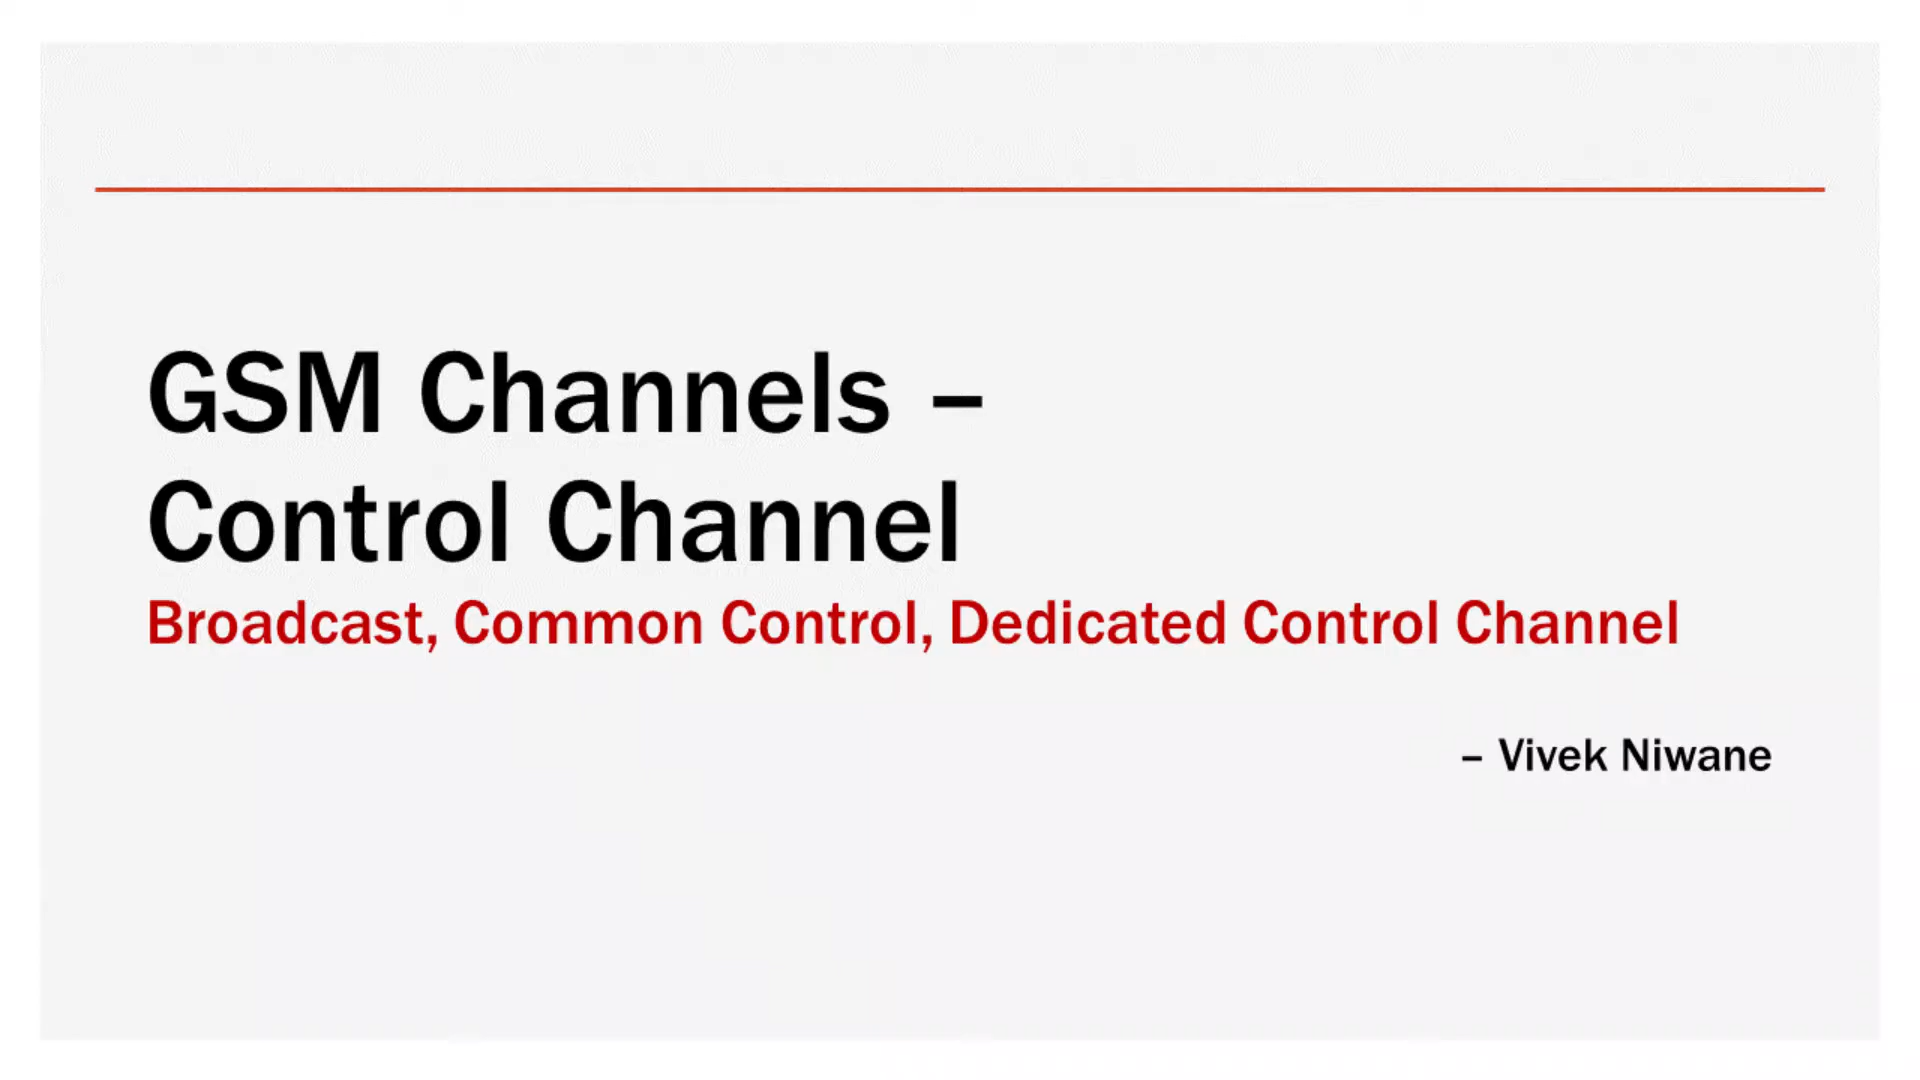 GSM Channels –
Control Channel
Broadcast, Common Control, Dedicated Control Channel
– Vivek Niwane